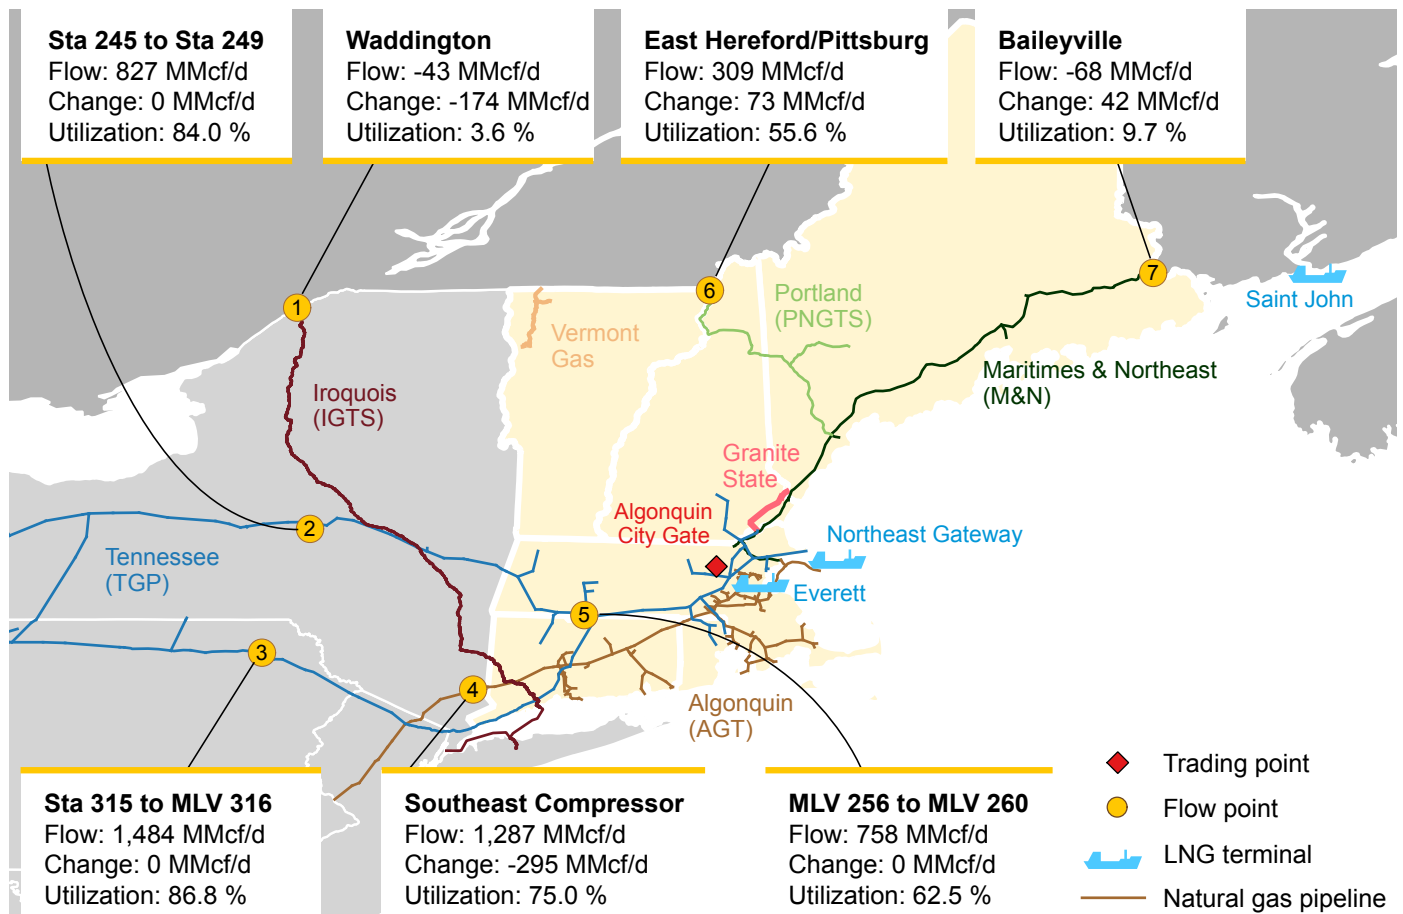 Sta 245 to Sta 249
Flow: 827 MMcf/d
Change: 0 MMcf/d
Utilization: 84.0 %
Waddington
Flow: -43 MMcf/d
Change: -174 MMcf/d
Utilization: 3.6 %
East Hereford/Pittsburg
Flow: 309 MMcf/d
Change: 73 MMcf/d
Utilization: 55.6 %
Baileyville
Flow: -68 MMcf/d
Change: 42 MMcf/d
Utilization: 9.7 %
7
6
1
Saint John
Portland
(PNGTS)
Vermont
Gas
Maritimes & Northeast
(M&N)
Iroquois
(IGTS)
Granite
State
Algonquin
City Gate
2
Northeast Gateway
Tennessee
(TGP)
Everett
5
3
4
Algonquin
(AGT)
Trading point
Flow point
LNG terminal
Natural gas pipeline
Sta 315 to MLV 316
Flow: 1,484 MMcf/d
Change: 0 MMcf/d
Utilization: 86.8 %
Southeast Compressor
Flow: 1,287 MMcf/d
Change: -295 MMcf/d
Utilization: 75.0 %
MLV 256 to MLV 260
Flow: 758 MMcf/d
Change: 0 MMcf/d
Utilization: 62.5 %